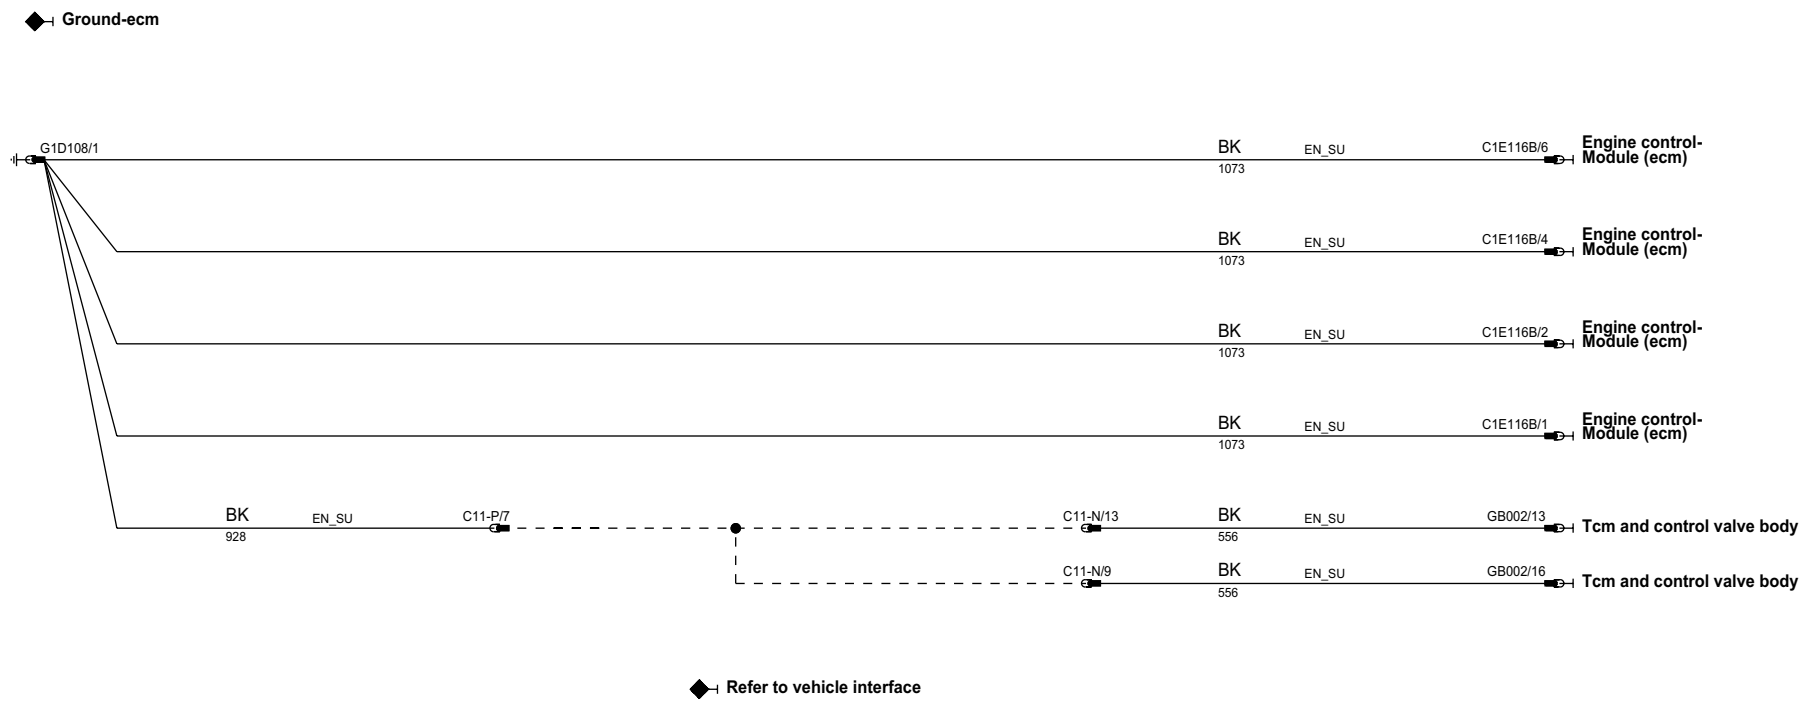 Ground-ecm
G1D108/1
BK
EN_SU
C1E116B/6
1073
Engine control-
Module (ecm)
BK
EN_SU
C1E116B/4
1073
Engine control-
Module (ecm)
BK
EN_SU
C1E116B/2
1073
Engine control-
Module (ecm)
BK
EN_SU
C1E116B/1
1073
Engine control-
Module (ecm)
BK
EN_SU
928
C11-P/7
C11-N/13
BK
EN_SU
556
GB002/13
Tcm and control valve body
C11-N/9
BK
EN_SU
556
GB002/16
Tcm and control valve body
Refer to vehicle interface